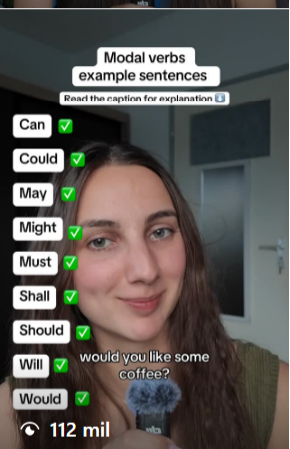 Modal verbs
example sentences
Read the caption for explanation
Can
Could
May
Might
Must
Shall
Should
Will
would you like some
coffee?
Would
112 mil